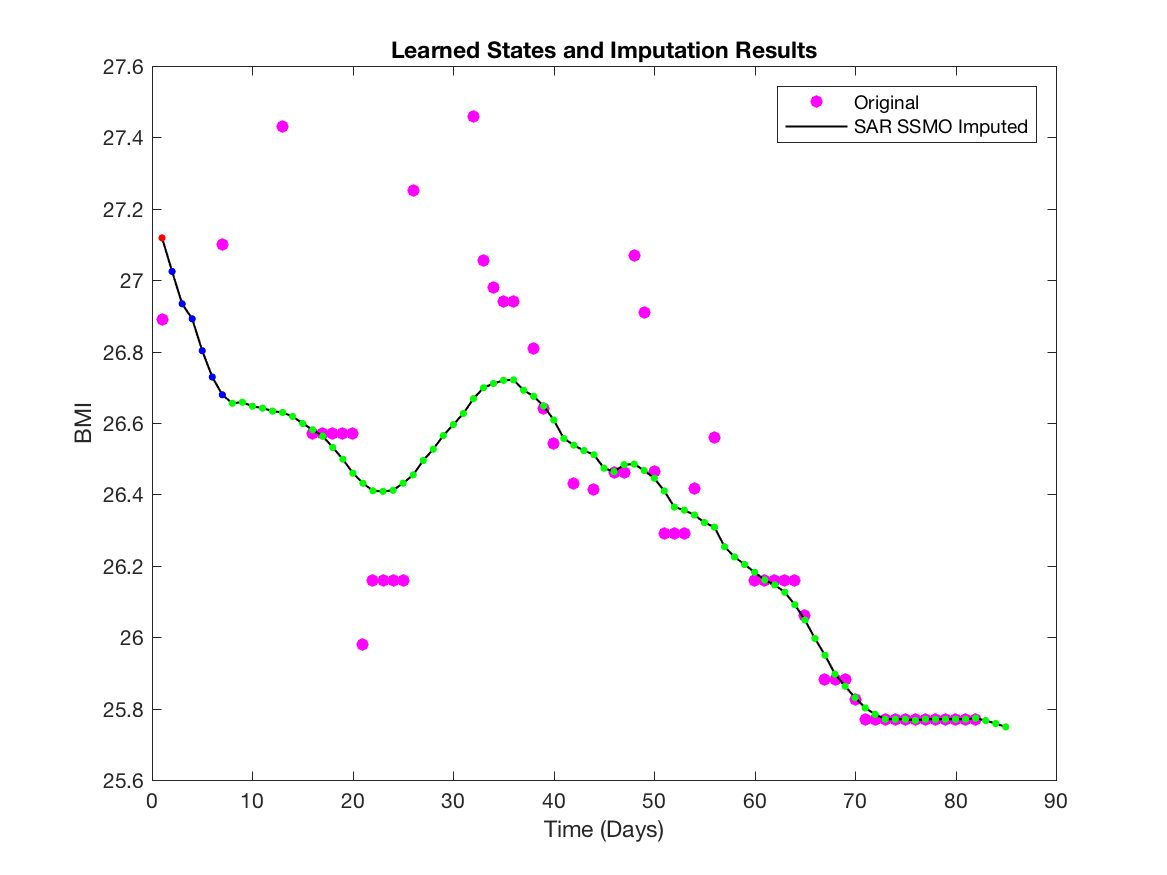 Learned States and Imputation Results
27.6
27.4
27.2
27
26.8
26.6
26.4
26.2
26
25.8
25.6
BMI
Original
SAR SSMO Imputed
0 10 20 30 40 50 60 70 80 90
Time (Days)